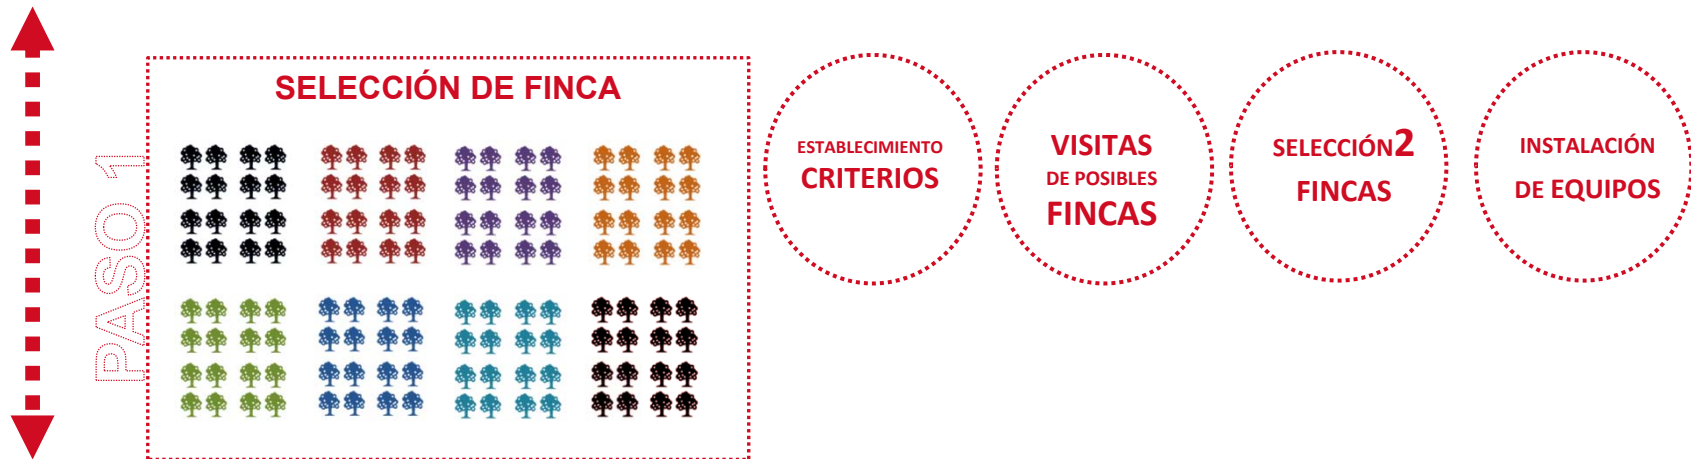 PASO 1
SELECCIÓN DE FINCA
ESTABLECIMIENTO
CRITERIOS
VISITAS
DE POSIBLES
FINCAS
SELECCIÓN2
FINCAS
INSTALACIÓN
DE EQUIPOS